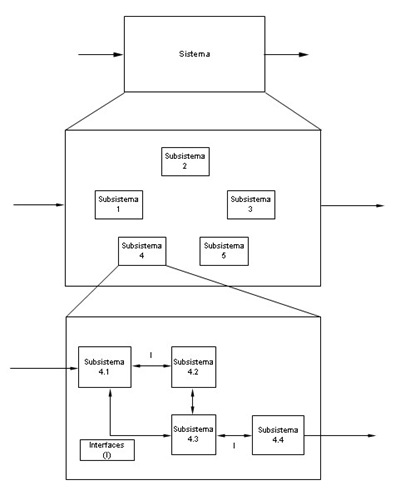 Sistema
Subsistema
2
Subsistema
1
Subsistema
3
Subsistema
4
Subsistema
5
Subsistema
4.1
I
Subsistema
4.2
Subsistema
4.3
I
Subsistema
4.4
Interfaces
(I)